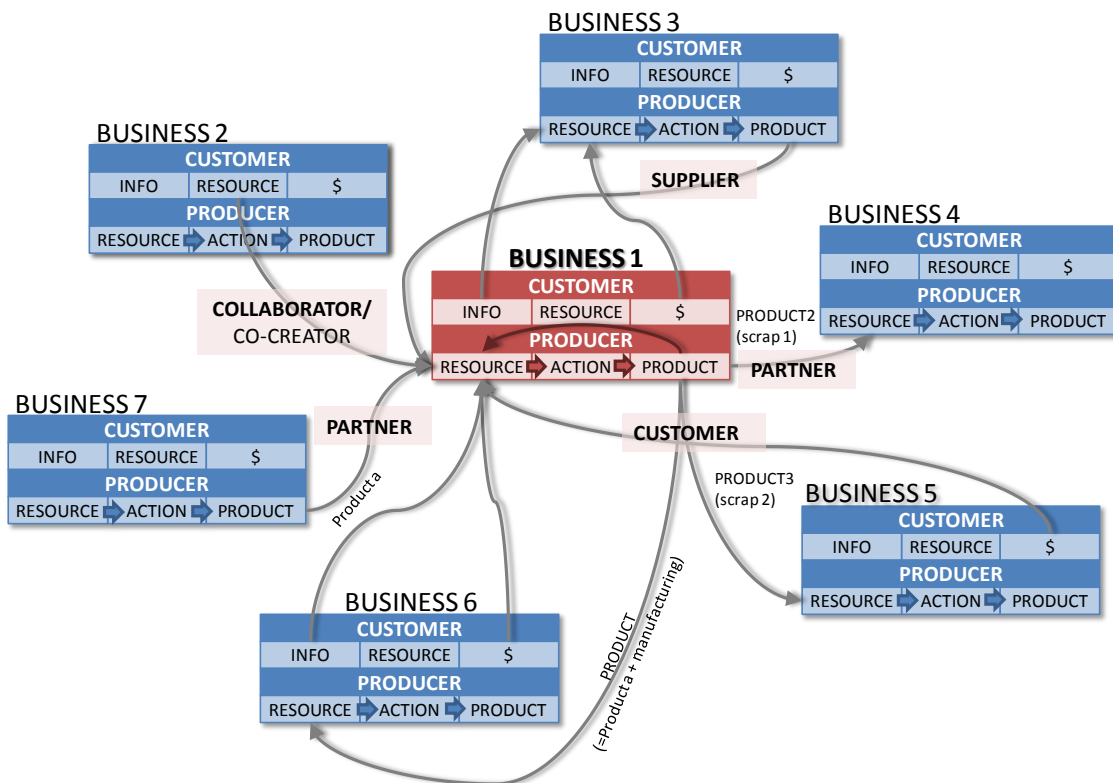 BUSINESS 3
CUSTOMER
INFO RESOURCE $
PRODUCER
RESOURCE ACTION PRODUCT
BUSINESS 2
CUSTOMER
INFO RESOURCE $
PRODUCER
RESOURCE ACTION PRODUCT
SUPPLIER
BUSINESS 4
CUSTOMER
INFO RESOURCE $
PRODUCER
RESOURCE ACTION PRODUCT
BUSINESS 1
CUSTOMER
INFO RESOURCE $
PRODUCER
RESOURCE ACTION PRODUCT
COLLABORATOR/
CO-CREATOR
PRODUCT2
(scrap 1)
PARTNER
BUSINESS 7
CUSTOMER
INFO RESOURCE $
PRODUCER
RESOURCE ACTION PRODUCT
PARTNER
Product a
CUSTOMER
PRODUCT3
(scrap 2)
BUSINESS 5
CUSTOMER
INFO RESOURCE $
PRODUCER
RESOURCE ACTION PRODUCT
BUSINESS 6
CUSTOMER
INFO RESOURCE $
PRODUCER
RESOURCE ACTION PRODUCT
PRODUCT
(=Product a + manufacturing)